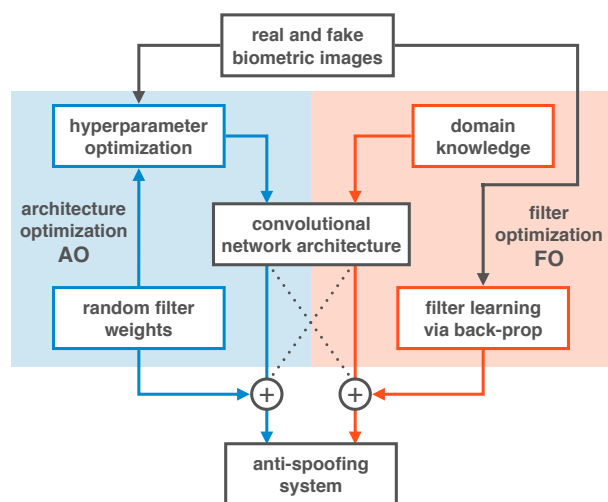 real and fake
biometric images
hyperparameter
optimization
domain
knowledge
architecture
optimization
AO
convolutional
network architecture
filter
optimization
FO
random filter
weights
filter learning
via back-prop
+
+
anti-spoofing
system